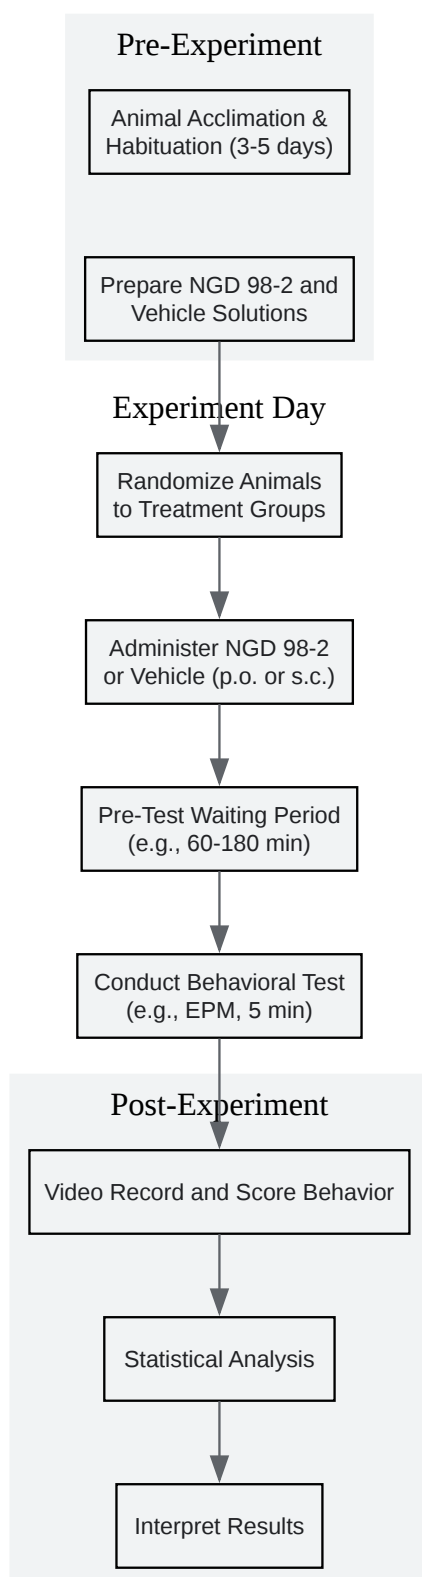 Pre-Experiment
Animal Acclimation &
Habituation (3-5 days)
Prepare NGD 98-2 and
Vehicle Solutions
Experiment Day
Randomize Animals
to Treatment Groups
Administer NGD 98-2
or Vehicle (p.o. or s.c.)
Pre-Test Waiting Period
(e.g., 60-180 min)
Conduct Behavioral Test
(e.g., EPM, 5 min)
Post-Experiment
Video Record and Score Behavior
Statistical Analysis
Interpret Results